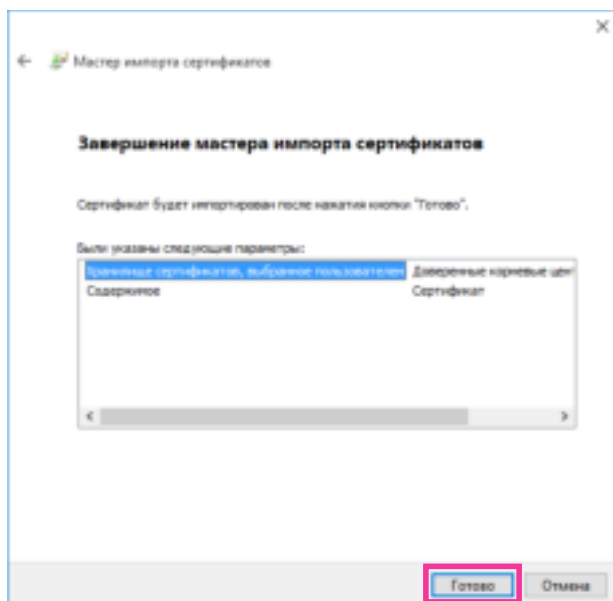 Мастер импорта сертификатов
Завершение мастера импорта сертификатов
Сертификат будет импортирован после нажатия кнопки "Готово".
Были указаны следующие параметры:
Хранилище сертификатов, выбранное пользователем Доверенные корневые цен
Содержимое Сертификат
Готово Отмена